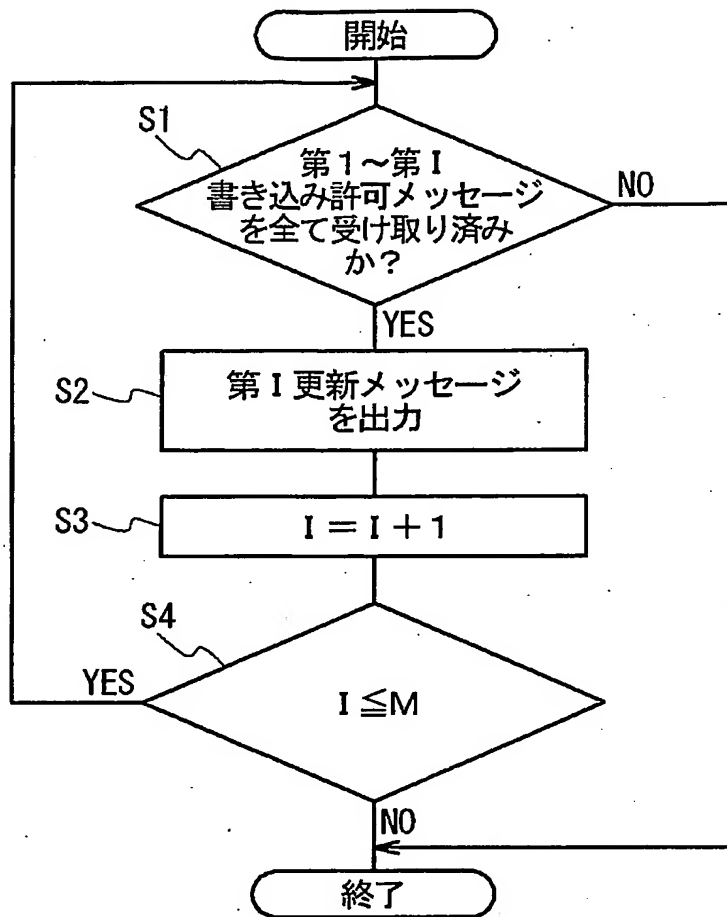 開始
S1
第1～第I
書き込み許可メッセージ
を全て受け取り済み
か？
NO
YES
S2
第I更新メッセージ
を出力
S3
I＝I＋1
S4
YES
I≦M
NO
終了